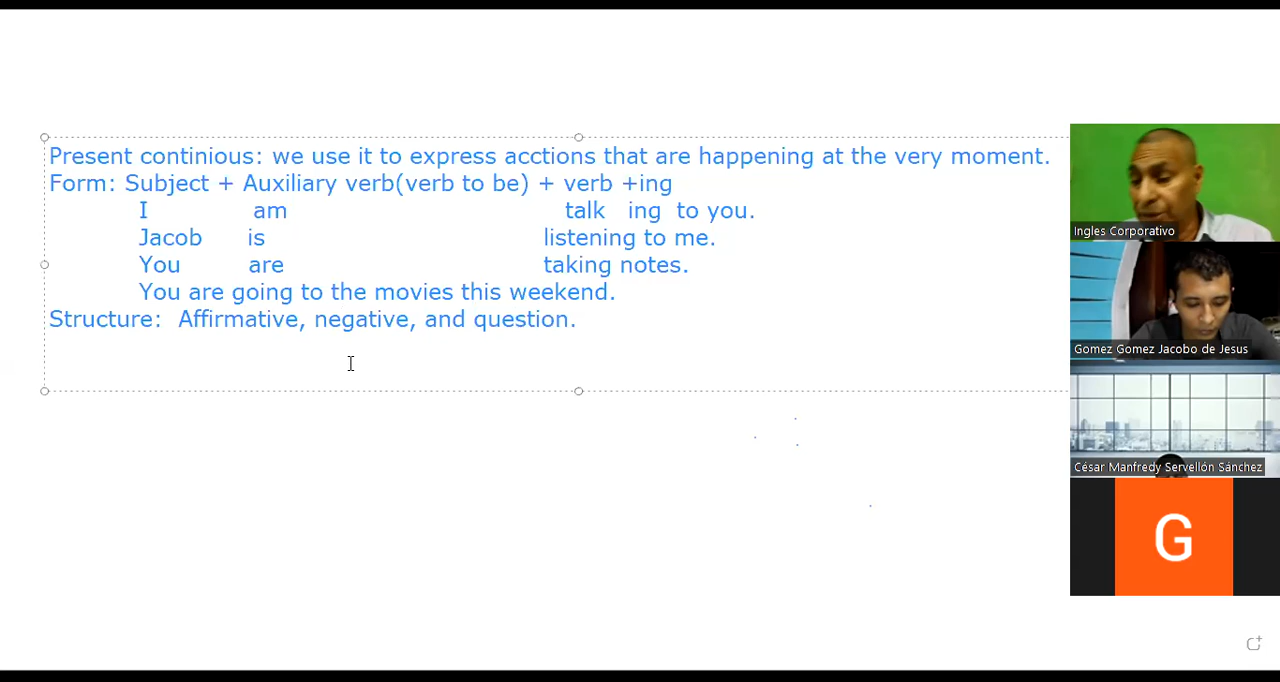 Present continious: we use it to express acctions that are happening at the very moment.
Form: Subject + Auxiliary verb(verb to be) + verb +ing
I am talk ing to you.
Jacob is listening to me.
You are taking notes.
You are going to the movies this weekend.
Structure: Affirmative, negative, and question.
Ingles Corporativo
Gomez Gomez Jacobo de Jesus
César Manfredy Servellón Sánchez
G